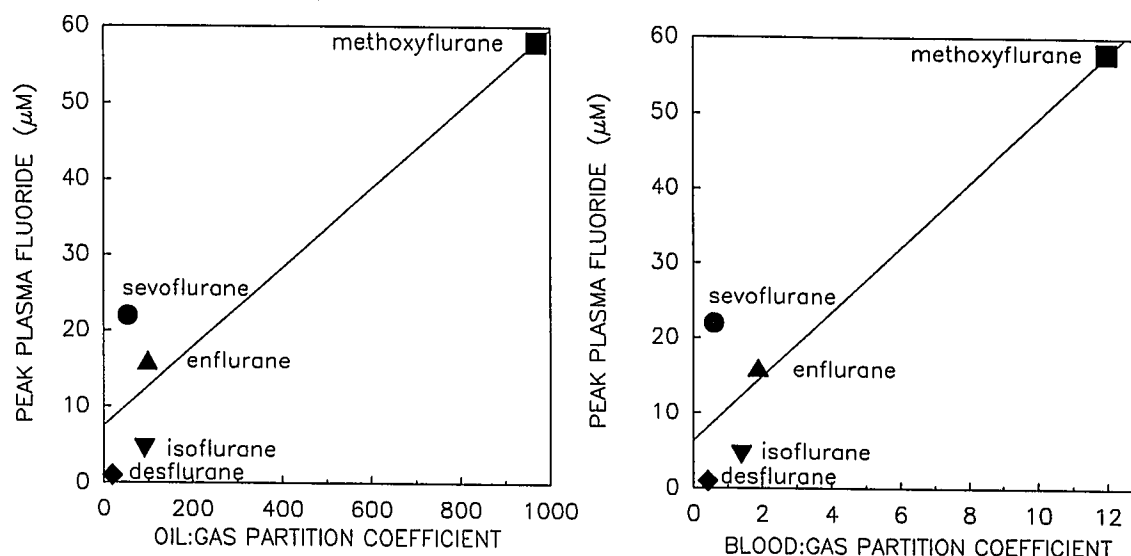 PEAK PLASMA FLUORIDE (μM)
60
50
40
30
20
10
0
methoxyflurane
sevoflurane
enflurane
isoflurane
desflurane
0 200 400 600 800 1000
OIL:GAS PARTITION COEFFICIENT
PEAK PLASMA FLUORIDE (μM)
60
50
40
30
20
10
0
methoxyflurane
sevoflurane
enflurane
isoflurane
desflurane
0 2 4 6 8 10 12
BLOOD:GAS PARTITION COEFFICIENT